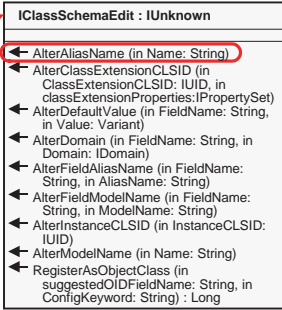 IClassSchemaEdit : IUnknown
AlterAliasName (in Name: String)
AlterClassExtensionCLSID (in
ClassExtensionCLSID: IUID, in
classExtensionProperties:IPropertySet)
AlterDefaultValue (in FieldName: String,
in Value: Variant)
AlterDomain (in FieldName: String, in
Domain: IDomain)
AlterFieldAliasName (in FieldName:
String, in AliasName: String)
AlterFieldModelName (in FieldName:
String, in ModelName: String)
AlterInstanceCLSID (in InstanceCLSID:
IUID)
AlterModelName (in Name: String)
RegisterAsObjectClass (in
suggestedOIDFieldName: String, in
ConfigKeyword: String) : Long